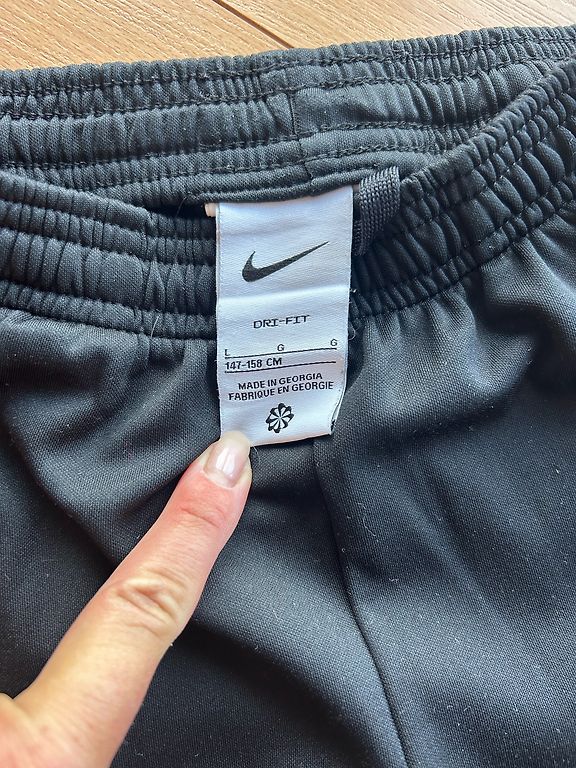 DRI-FIT
L G G
147-158 CM
MADE IN GEORGIA
FABRIQUE EN GEORGIE